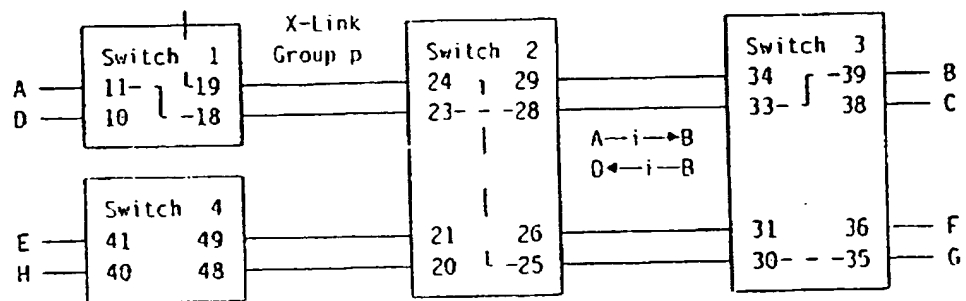 X-Link
Group p
Switch 1
11- 19
10 -18
A
D
Switch 2
24 29
23- -28
21 26
20 -25
Switch 3
34 -39
33- 38
31 36
30- - -35
B
C
F
G
A—i→B
D←i—B
Switch 4
41 49
40 48
E
H